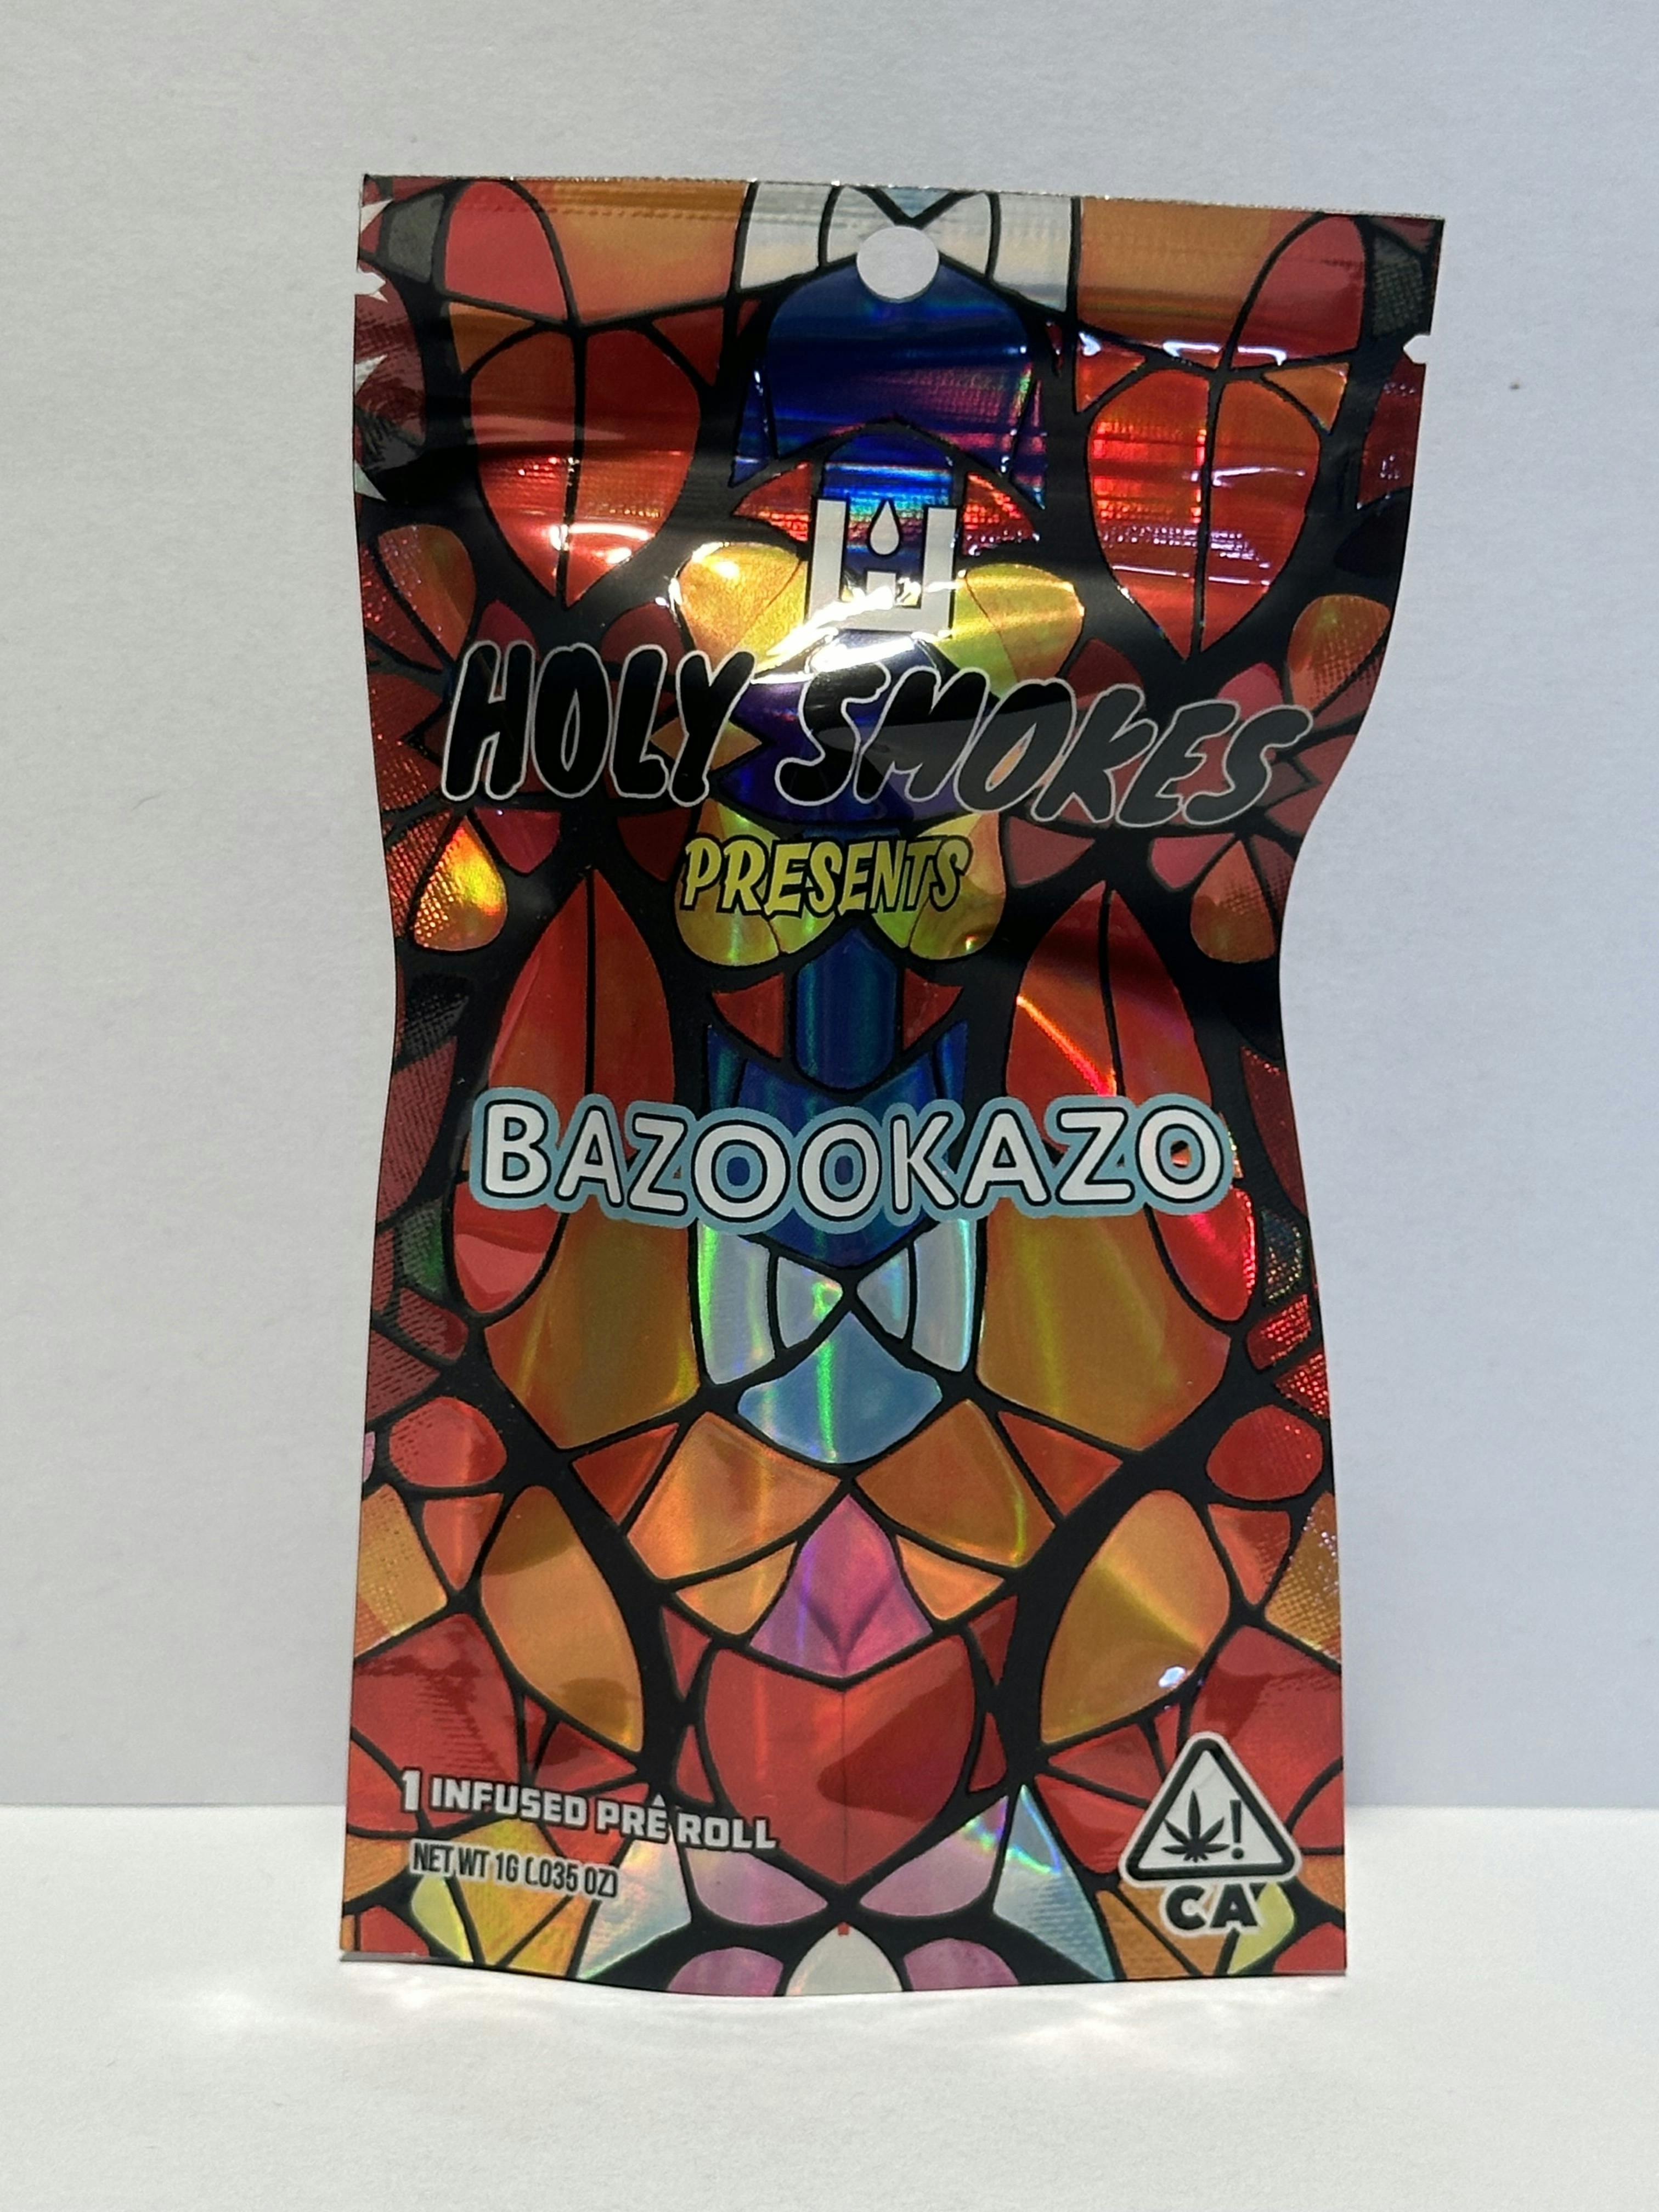 HOLY SMOKES
PRESENTS
BAZOOKAZO
1 INFUSED PRE ROLL
NET WT 1G (.035 OZ)
!
CA